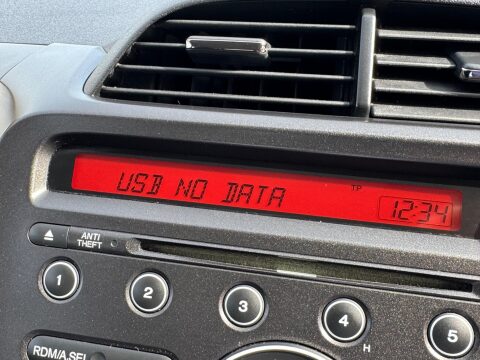 USB NO DATA
TP
12:34
ANTI
THEFT
1
2
3
4
5
H
RDM/A.SEL